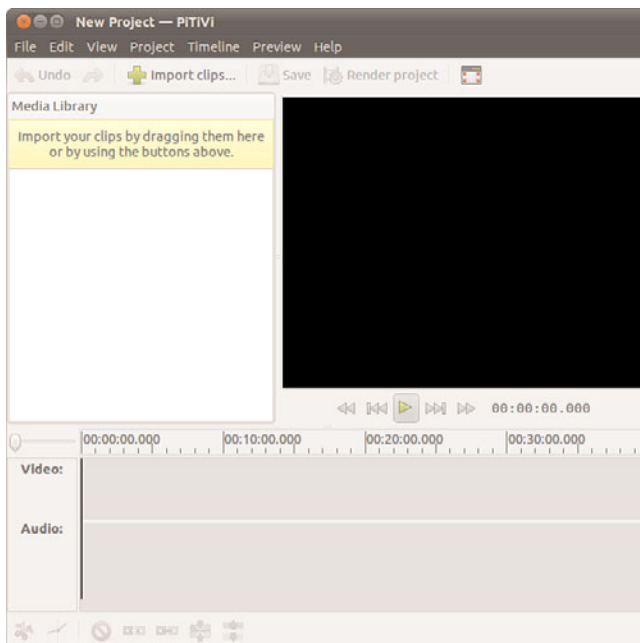 New Project — PiTiVi
File Edit View Project Timeline Preview Help
Undo Import clips... Save Render project
Media Library
Import your clips by dragging them here
or by using the buttons above.
00:00:00.000
00:00:00.000 00:10:00.000 00:20:00.000 00:30:00.000
Video:
Audio: